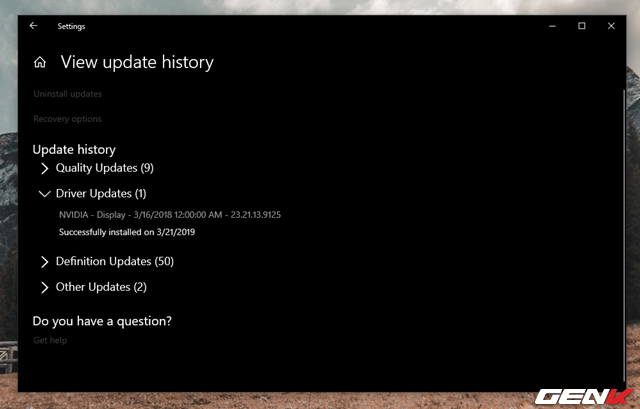 Settings
View update history
Uninstall updates
Recovery options
Update history
Quality Updates (9)
Driver Updates (1)
NVIDIA - Display - 3/16/2018 12:00:00 AM - 23.21.13.9125
Successfully installed on 3/21/2019
Definition Updates (50)
Other Updates (2)
Do you have a question?
Get help
GENK